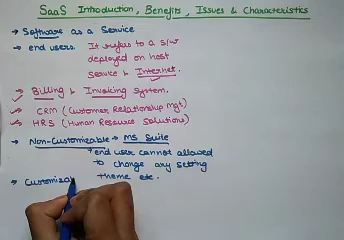 SaaS Introduction, Benefits, Issues & Characteristics
→ Software as a Service
→ end users. It refers to a s/w
deployed on host
service & Internet.
→ Billing & Invoicing System.
→ CRM (Customer Relationship Mgt)
→ HRS (Human Resource Solutions)
→ Non-Customizable → MS Suite
→ end user cannot allowed
to change any setting
theme etc.
→ Customiza